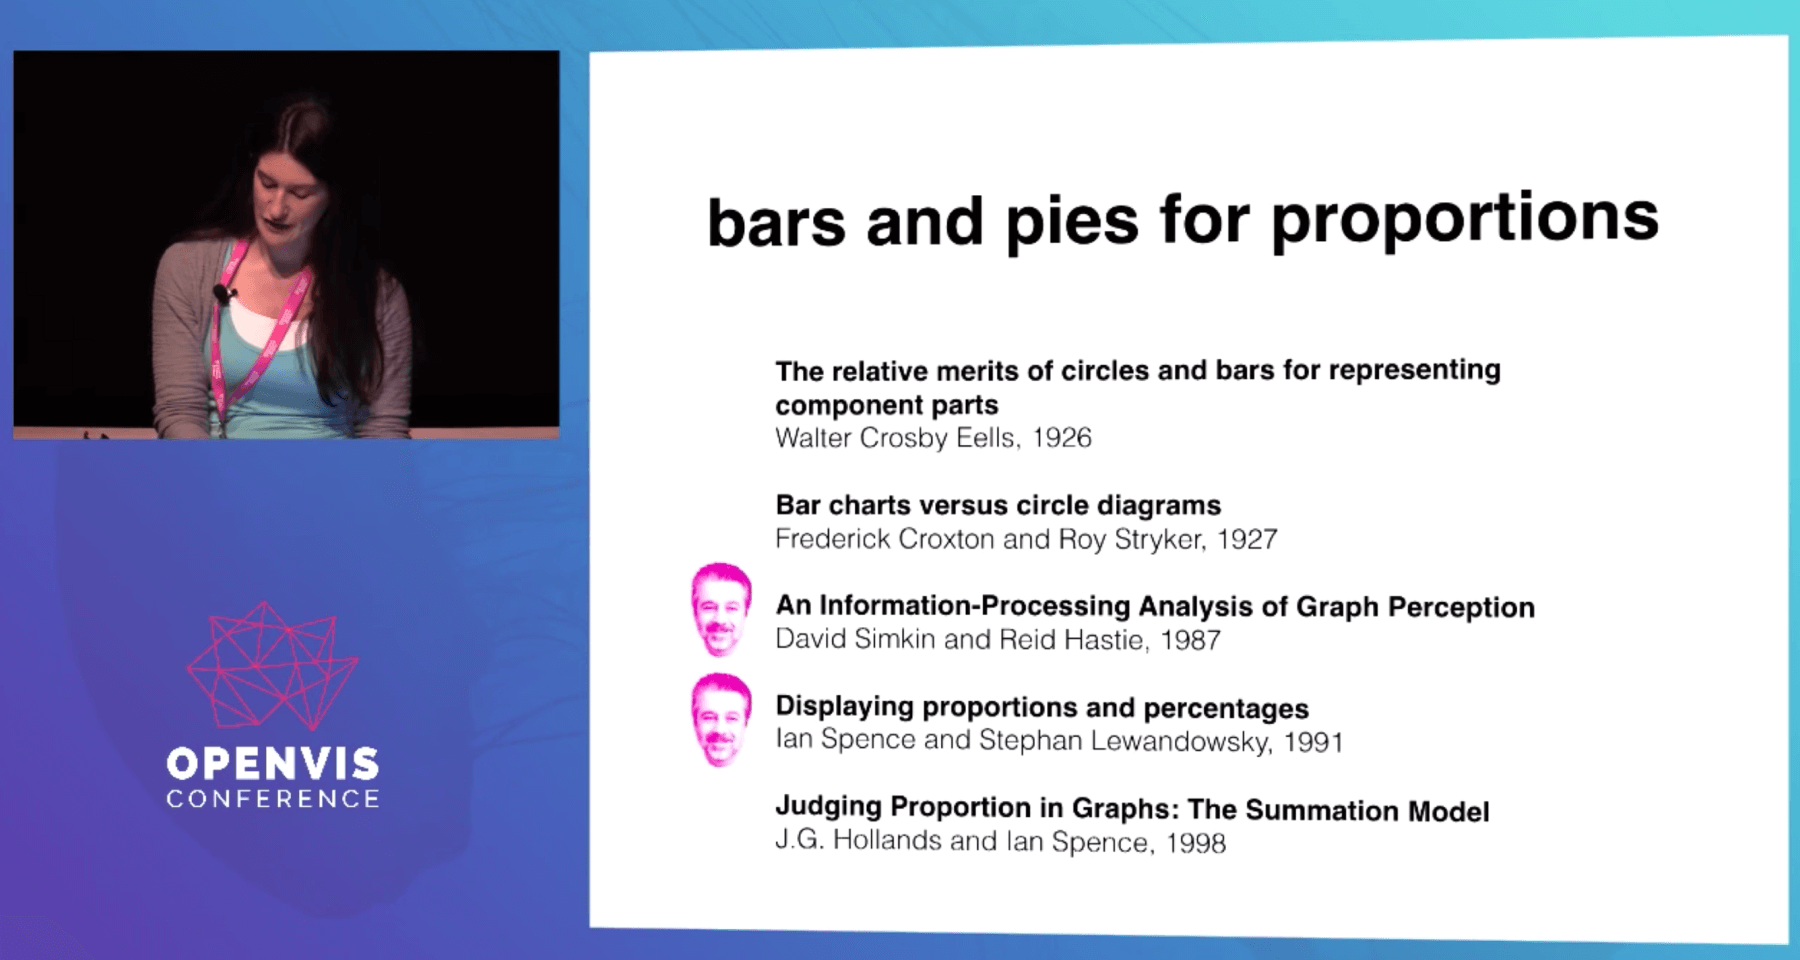 bars and pies for proportions
The relative merits of circles and bars for representing
component parts
Walter Crosby Eells, 1926
Bar charts versus circle diagrams
Frederick Croxton and Roy Stryker, 1927
An Information-Processing Analysis of Graph Perception
David Simkin and Reid Hastie, 1987
Displaying proportions and percentages
Ian Spence and Stephan Lewandowsky, 1991
Judging Proportion in Graphs: The Summation Model
J.G. Hollands and Ian Spence, 1998
OPENVIS
CONFERENCE